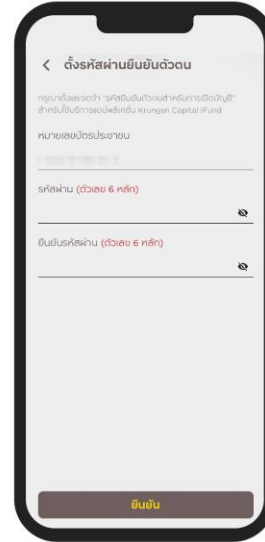 ตั้งรหัสผ่านยืนยันตัวตน
กรุณาตั้งและจดจำ "รหัสยืนยันตัวตนสำหรับการเปิดบัญชี"
สำหรับใช้บริการแอปพลิเคชั่น Krungsri Capital iFund
หมายเลขบัตรประชาชน
รหัสผ่าน (ตัวเลข 6 หลัก)
ยืนยันรหัสผ่าน (ตัวเลข 6 หลัก)
ยืนยัน